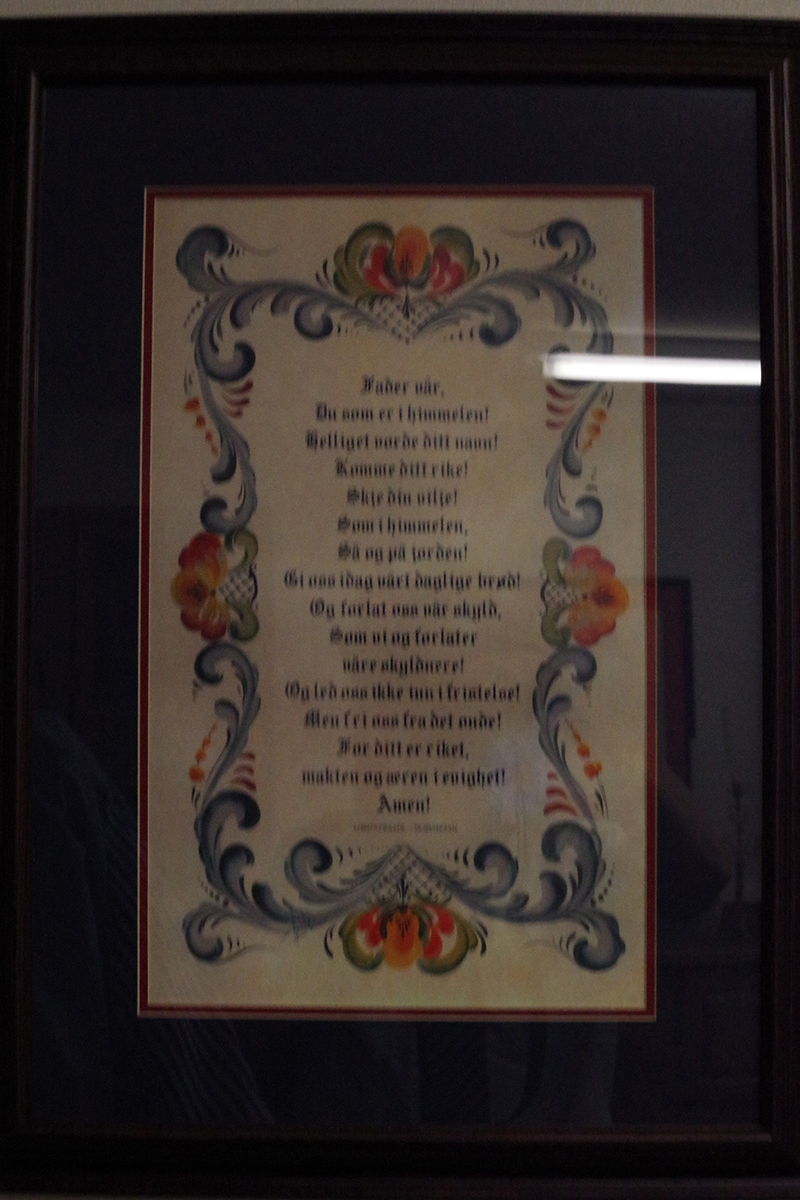 Fader vår,
Du som er i himmelen!
Helliget vorde ditt navn!
Komme ditt rike!
Skje din vilje!
Som i himmelen,
Så og på jorden!
Gi oss idag vårt daglige brød!
Og forlat oss vår skyld,
Som vi og forlater
våre skyldnere!
Og led oss ikke inn i fristelse!
Men fri oss fra det onde!
For ditt er riket,
makten og æren i evighet!
Amen!